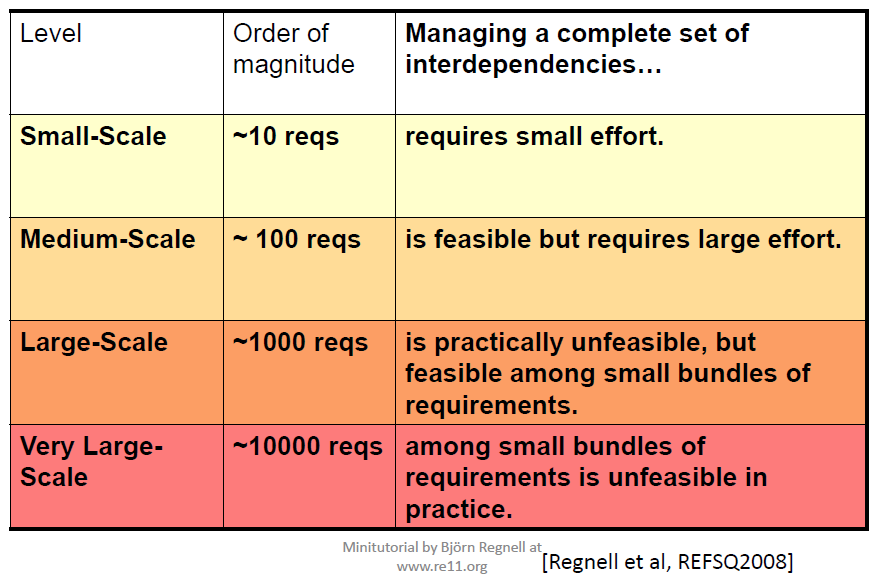 Level
Order of
magnitude
Managing a complete set of
interdependencies…
Small-Scale
~10 reqs
requires small effort.
Medium-Scale
~ 100 reqs
is feasible but requires large effort.
Large-Scale
~1000 reqs
is practically unfeasible, but
feasible among small bundles of
requirements.
Very Large-
Scale
~10000 reqs
among small bundles of
requirements is unfeasible in
practice.
Minitutorial by Björn Regnell at
www.re11.org
[Regnell et al, REFSQ2008]